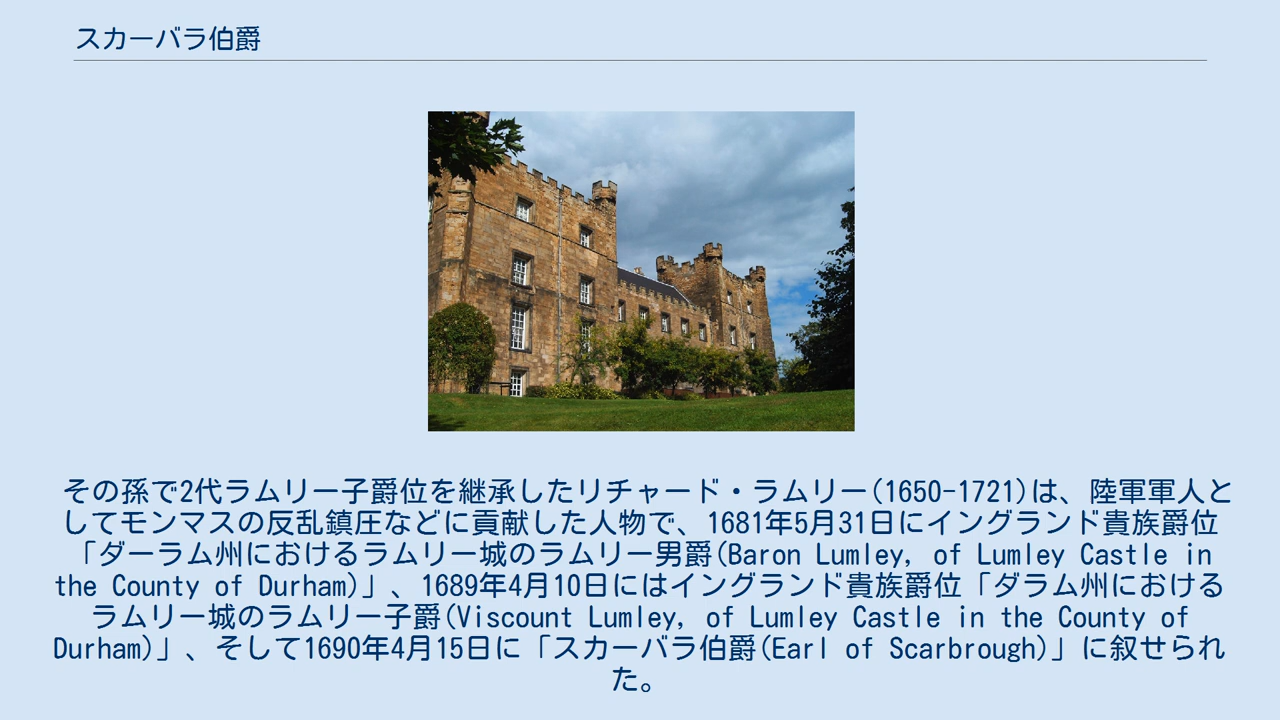 スカーバラ伯爵
その孫で2代ラムリー子爵位を継承したリチャード・ラムリー(1650-1721)は、陸軍軍人と
してモンマスの反乱鎮圧などに貢献した人物で、1681年5月31日にイングランド貴族爵位
「ダーラム州におけるラムリー城のラムリー男爵(Baron Lumley, of Lumley Castle in
the County of Durham)」、1689年4月10日にはイングランド貴族爵位「ダラム州における
ラムリー城のラムリー子爵(Viscount Lumley, of Lumley Castle in the County of
Durham)」、そして1690年4月15日に「スカーバラ伯爵(Earl of Scarbrough)」に叙せられ
た。